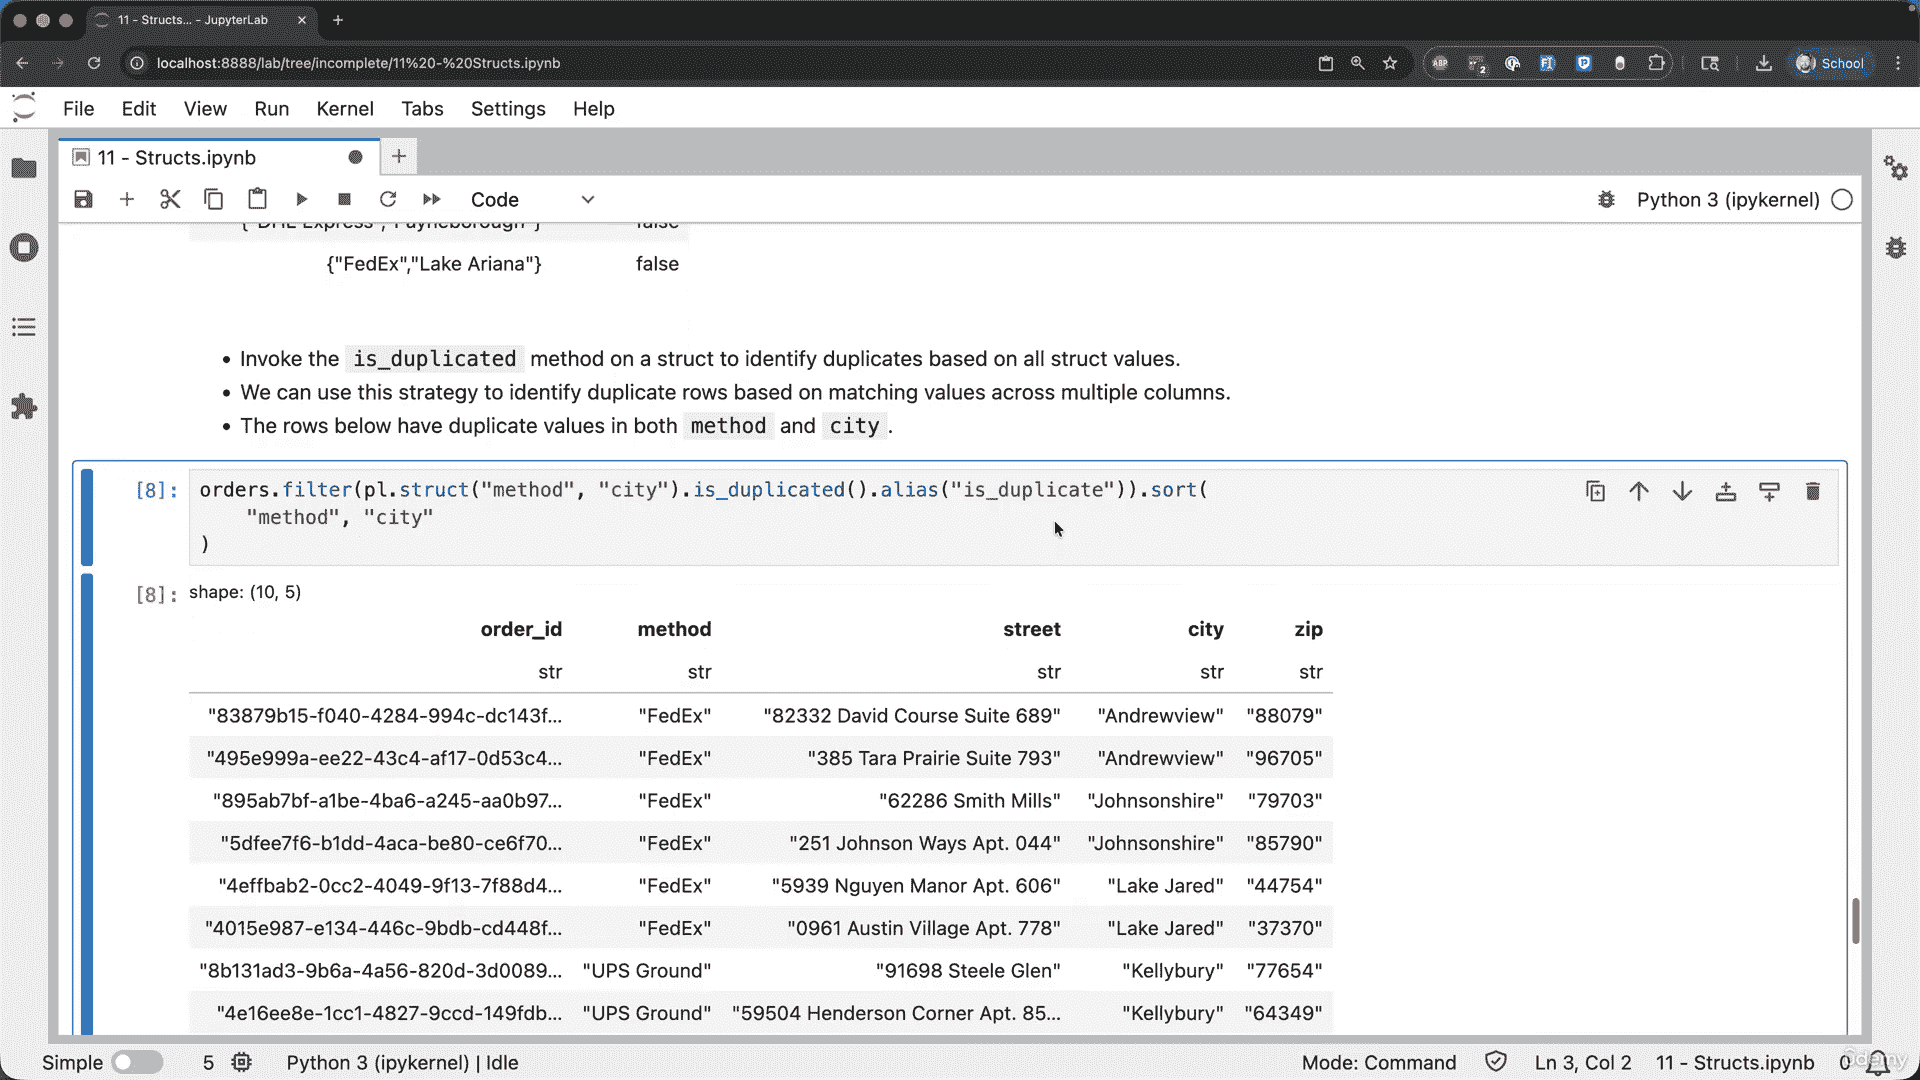 11 - Structs... - JupyterLab
localhost:8888/lab/tree/incomplete/11%20-%20Structs.ipynb
ABP
2
School
File Edit View Run Kernel Tabs Settings Help
11 - Structs.ipynb
Code
Python 3 (ipykernel)
{"DHL Express","Payneborough"} false
{"FedEx","Lake Ariana"} false
• Invoke the is_duplicated method on a struct to identify duplicates based on all struct values.
• We can use this strategy to identify duplicate rows based on matching values across multiple columns.
• The rows below have duplicate values in both method and city.
[8]: orders.filter(pl.struct("method", "city").is_duplicated().alias("is_duplicate")).sort(
"method", "city"
)
[8]: shape: (10, 5)
order_id method street city zip
str str str str str
"83879b15-f040-4284-994c-dc143f... "FedEx" "82332 David Course Suite 689" "Andrewview" "88079"
"495e999a-ee22-43c4-af17-0d53c4... "FedEx" "385 Tara Prairie Suite 793" "Andrewview" "96705"
"895ab7bf-a1be-4ba6-a245-aa0b97... "FedEx" "62286 Smith Mills" "Johnsonshire" "79703"
"5dfee7f6-b1dd-4aca-be80-ce6f70... "FedEx" "251 Johnson Ways Apt. 044" "Johnsonshire" "85790"
"4effbab2-0cc2-4049-9f13-7f88d4... "FedEx" "5939 Nguyen Manor Apt. 606" "Lake Jared" "44754"
"4015e987-e134-446c-9bdb-cd448f... "FedEx" "0961 Austin Village Apt. 778" "Lake Jared" "37370"
"8b131ad3-9b6a-4a56-820d-3d0089... "UPS Ground" "91698 Steele Glen" "Kellybury" "77654"
"4e16ee8e-1cc1-4827-9ccd-149fdb... "UPS Ground" "59504 Henderson Corner Apt. 85... "Kellybury" "64349"
Simple 5 Python 3 (ipykernel) | Idle Mode: Command Ln 3, Col 2 11 - Structs.ipynb 0
Udemy